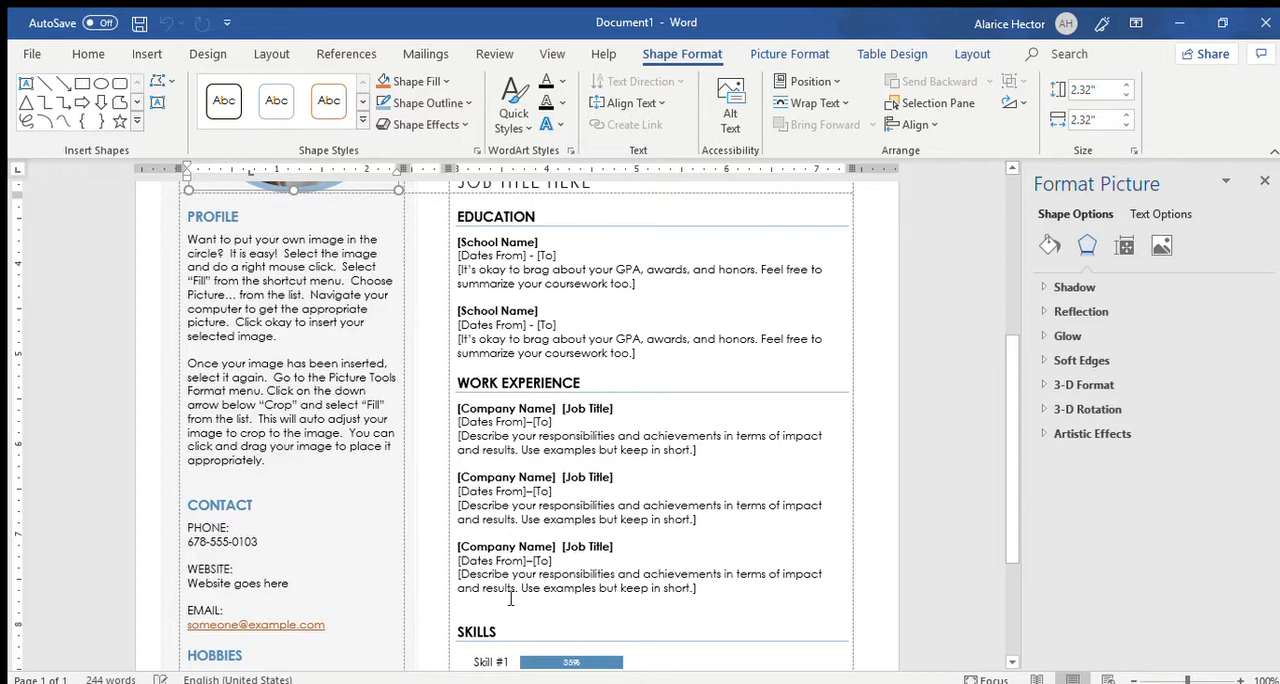 AutoSave Off Document1 - Word Alarice Hector AH
File Home Insert Design Layout References Mailings Review View Help Shape Format Picture Format Table Design Layout Search Share
Abc Abc Abc
Shape Fill
Shape Outline
Shape Effects
Quick
Styles
Text Direction
Align Text
Create Link
Alt
Text
Position
Wrap Text
Bring Forward
Send Backward
Selection Pane
Align
2.32"
2.32"
Insert Shapes Shape Styles WordArt Styles Text Accessibility Arrange Size
1 2 3 4 5 6 7
JOB TITLE HERE
PROFILE
Want to put your own image in the
circle? It is easy! Select the image
and do a right mouse click. Select
“Fill” from the shortcut menu. Choose
Picture… from the list. Navigate your
computer to get the appropriate
picture. Click okay to insert your
selected image.
Once your image has been inserted,
select it again. Go to the Picture Tools
Format menu. Click on the down
arrow below “Crop” and select “Fill”
from the list. This will auto adjust your
image to crop to the image. You can
click and drag your image to place it
appropriately.
CONTACT
PHONE:
678-555-0103
WEBSITE:
Website goes here
EMAIL:
someone@example.com
HOBBIES
EDUCATION
[School Name]
[Dates From] - [To]
[It’s okay to brag about your GPA, awards, and honors. Feel free to
summarize your coursework too.]
[School Name]
[Dates From] - [To]
[It’s okay to brag about your GPA, awards, and honors. Feel free to
summarize your coursework too.]
WORK EXPERIENCE
[Company Name] [Job Title]
[Dates From]–[To]
[Describe your responsibilities and achievements in terms of impact
and results. Use examples but keep in short.]
[Company Name] [Job Title]
[Dates From]–[To]
[Describe your responsibilities and achievements in terms of impact
and results. Use examples but keep in short.]
[Company Name] [Job Title]
[Dates From]–[To]
[Describe your responsibilities and achievements in terms of impact
and results. Use examples but keep in short.]
SKILLS
Skill #1
Format Picture
Shape Options Text Options
Shadow
Reflection
Glow
Soft Edges
3-D Format
3-D Rotation
Artistic Effects
Page 1 of 1 244 words English (United States) Focus 100%